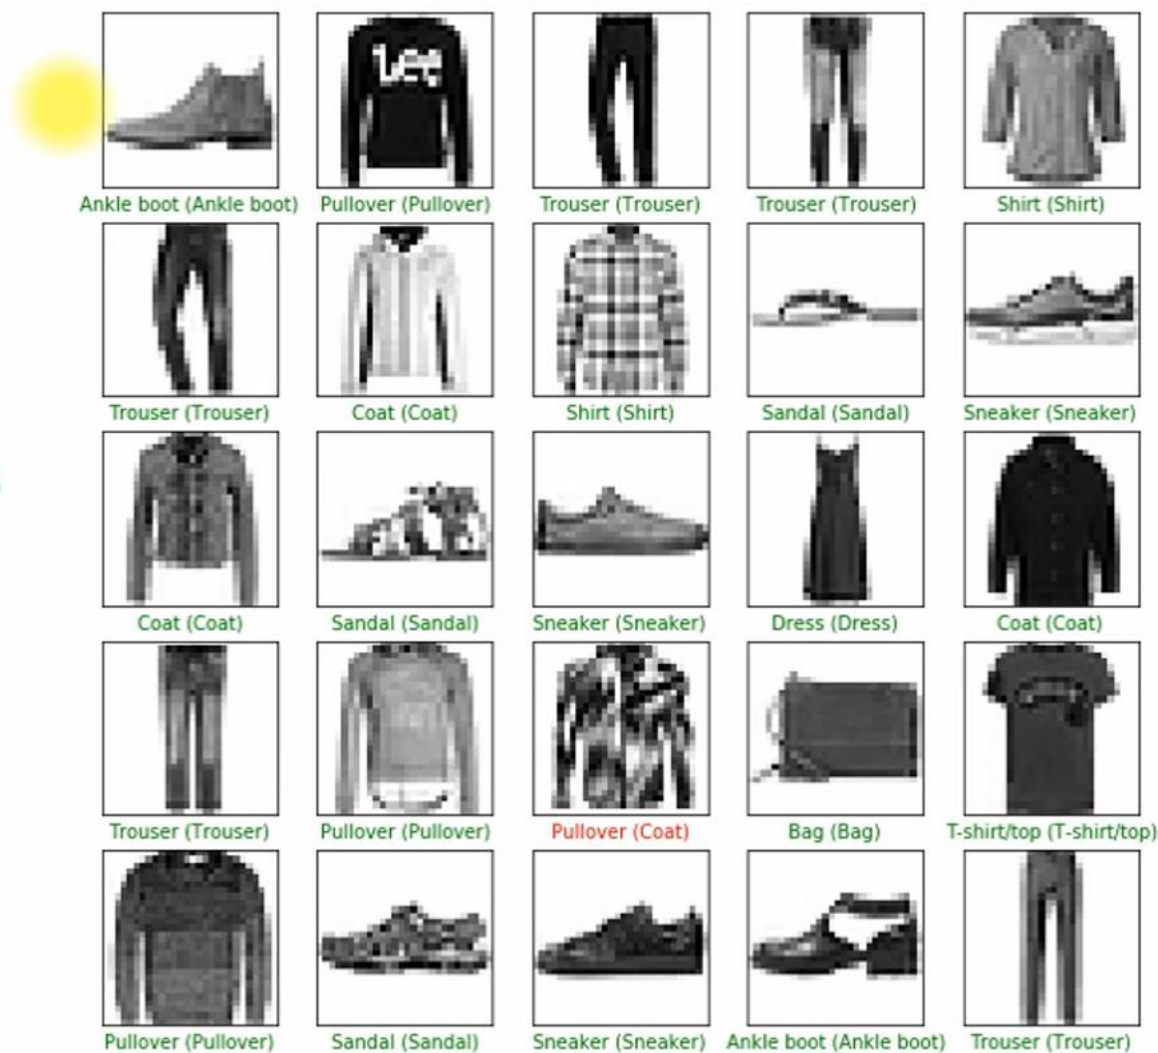 Lee
Ankle boot (Ankle boot) Pullover (Pullover) Trouser (Trouser) Trouser (Trouser) Shirt (Shirt)
Trouser (Trouser) Coat (Coat) Shirt (Shirt) Sandal (Sandal) Sneaker (Sneaker)
Coat (Coat) Sandal (Sandal) Sneaker (Sneaker) Dress (Dress) Coat (Coat)
Trouser (Trouser) Pullover (Pullover) Pullover (Coat) Bag (Bag) T-shirt/top (T-shirt/top)
Pullover (Pullover) Sandal (Sandal) Sneaker (Sneaker) Ankle boot (Ankle boot) Trouser (Trouser)